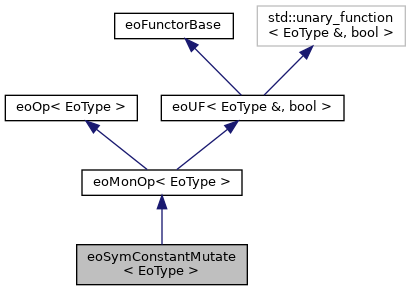 eoFunctorBase
std::unary_function
< EoType &, bool >
eoOp< EoType >
eoUF< EoType &, bool >
eoMonOp< EoType >
eoSymConstantMutate
< EoType >